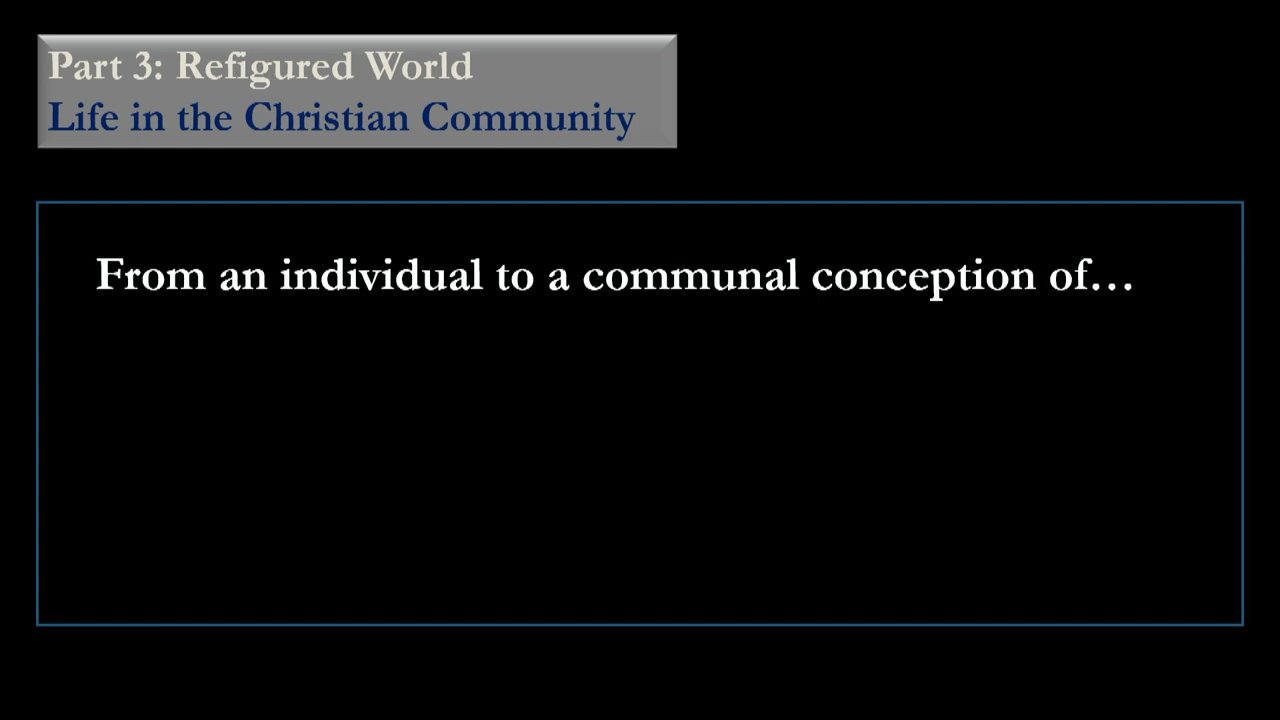 Part 3: Refigured World
Life in the Christian Community
From an individual to a communal conception of…